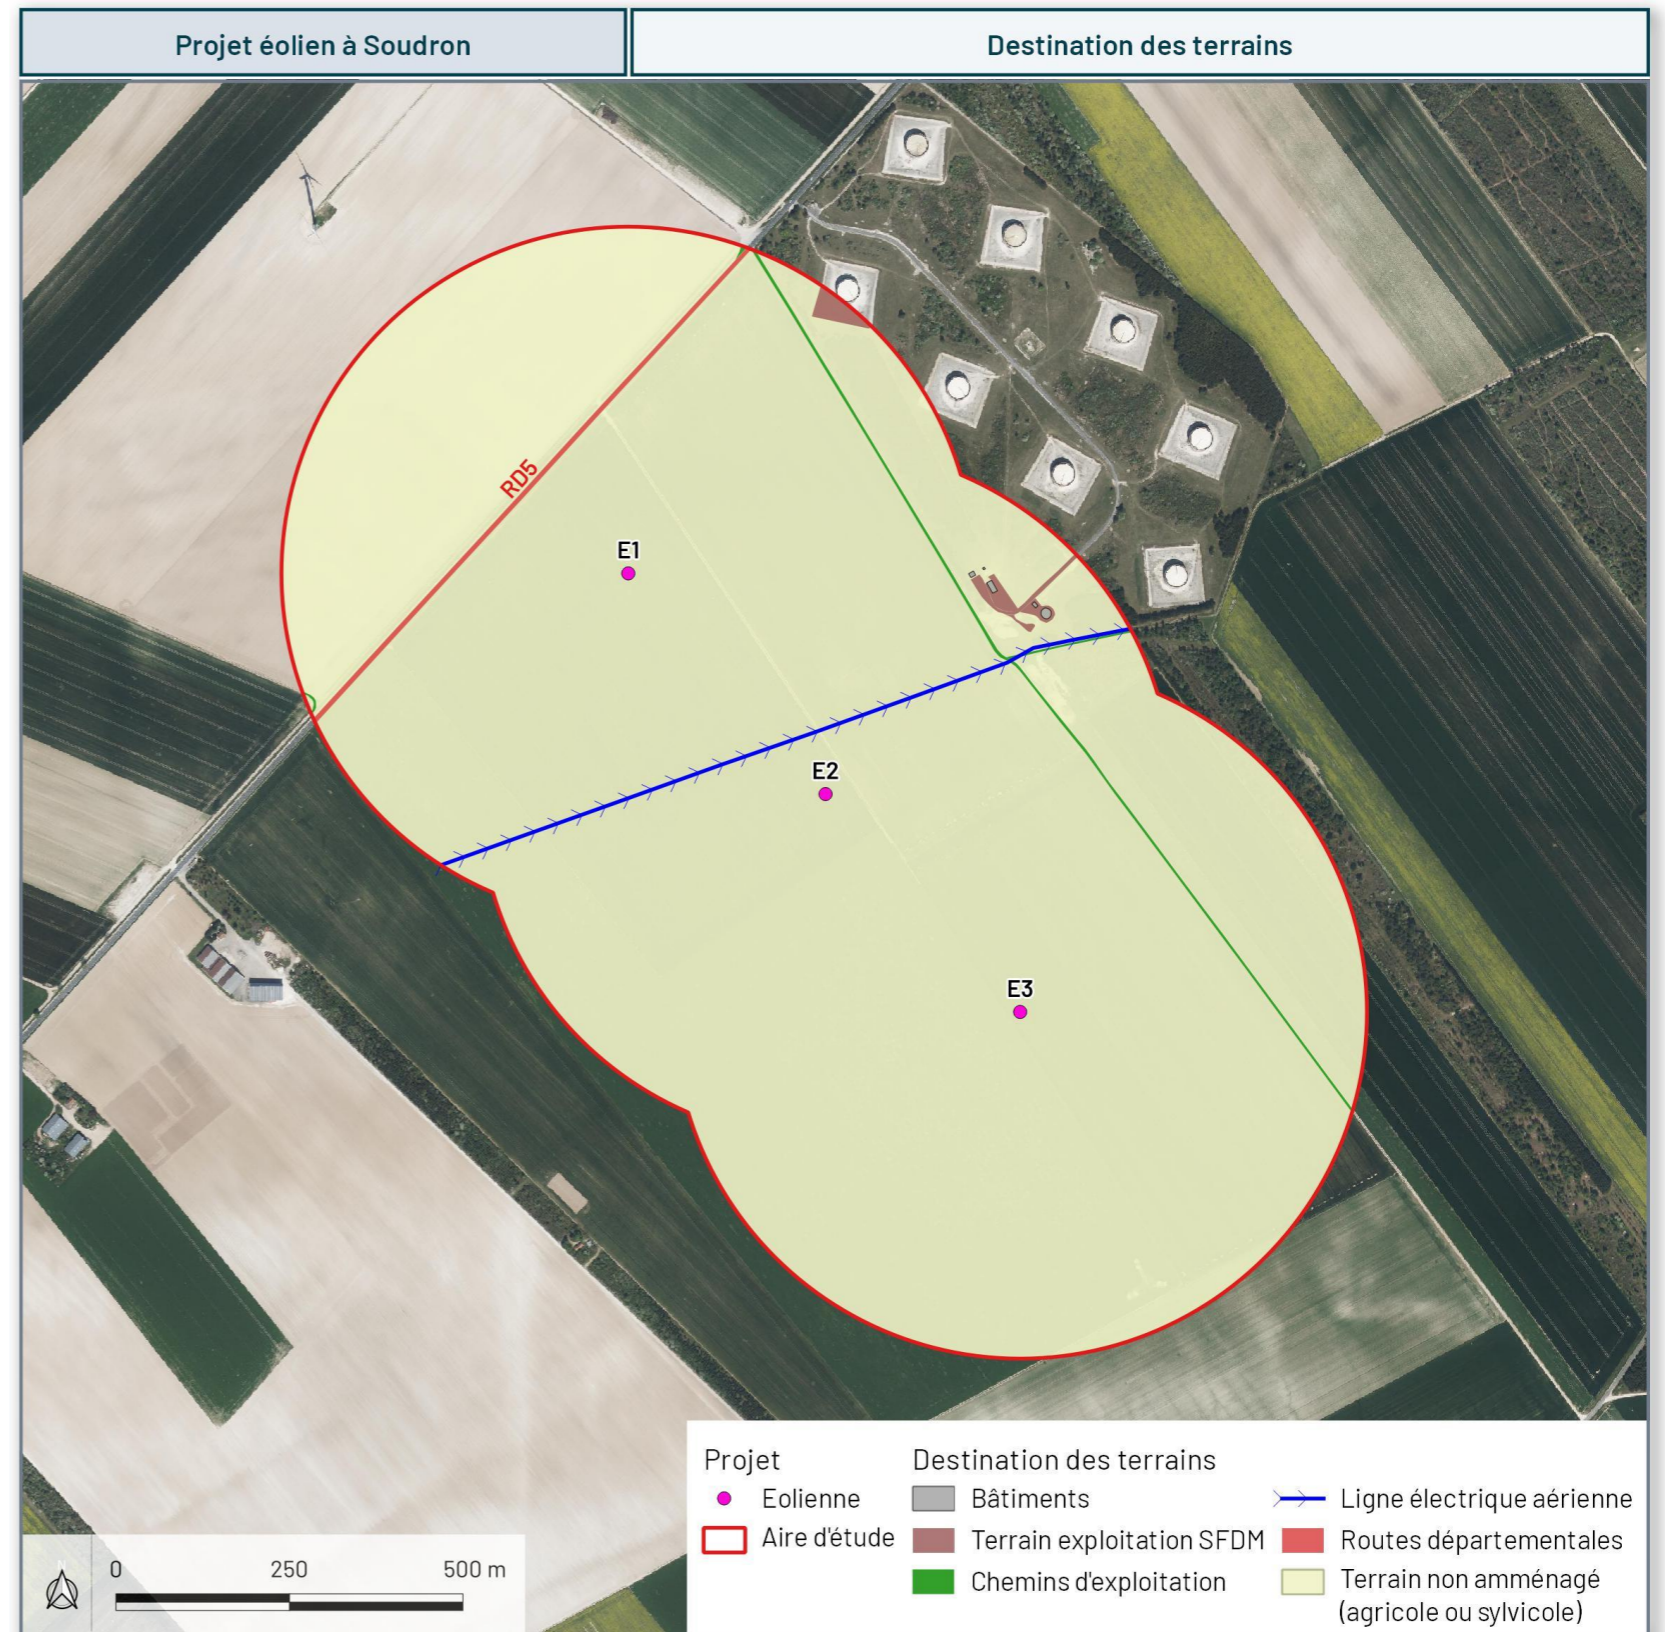 Projet éolien à Soudron
Destination des terrains
RD5
E1
E2
E3
Projet
Eolienne
Aire d'étude
Destination des terrains
Bâtiments
Terrain exploitation SFDM
Chemins d'exploitation
Ligne électrique aérienne
Routes départementales
Terrain non amménagé
(agricole ou sylvicole)
N
0 250 500 m